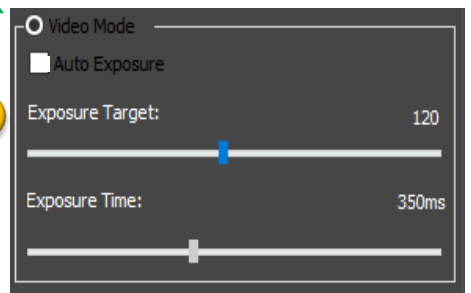 Video Mode
Auto Exposure
Exposure Target: 120
Exposure Time: 350ms